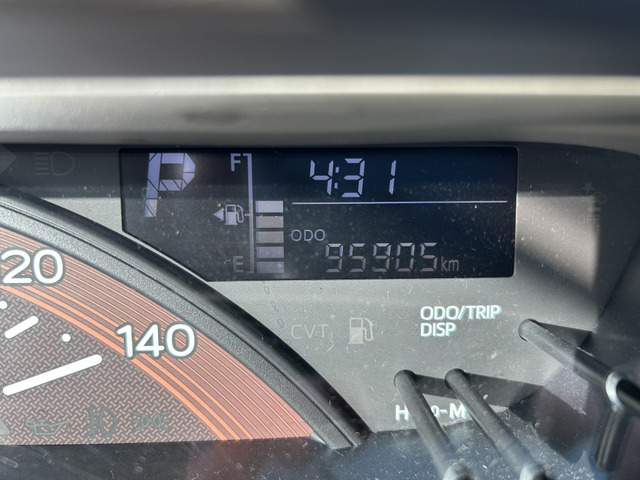 P
F
4:31
ODO
95905km
E
20
140
CVT
ODO/TRIP
DISP